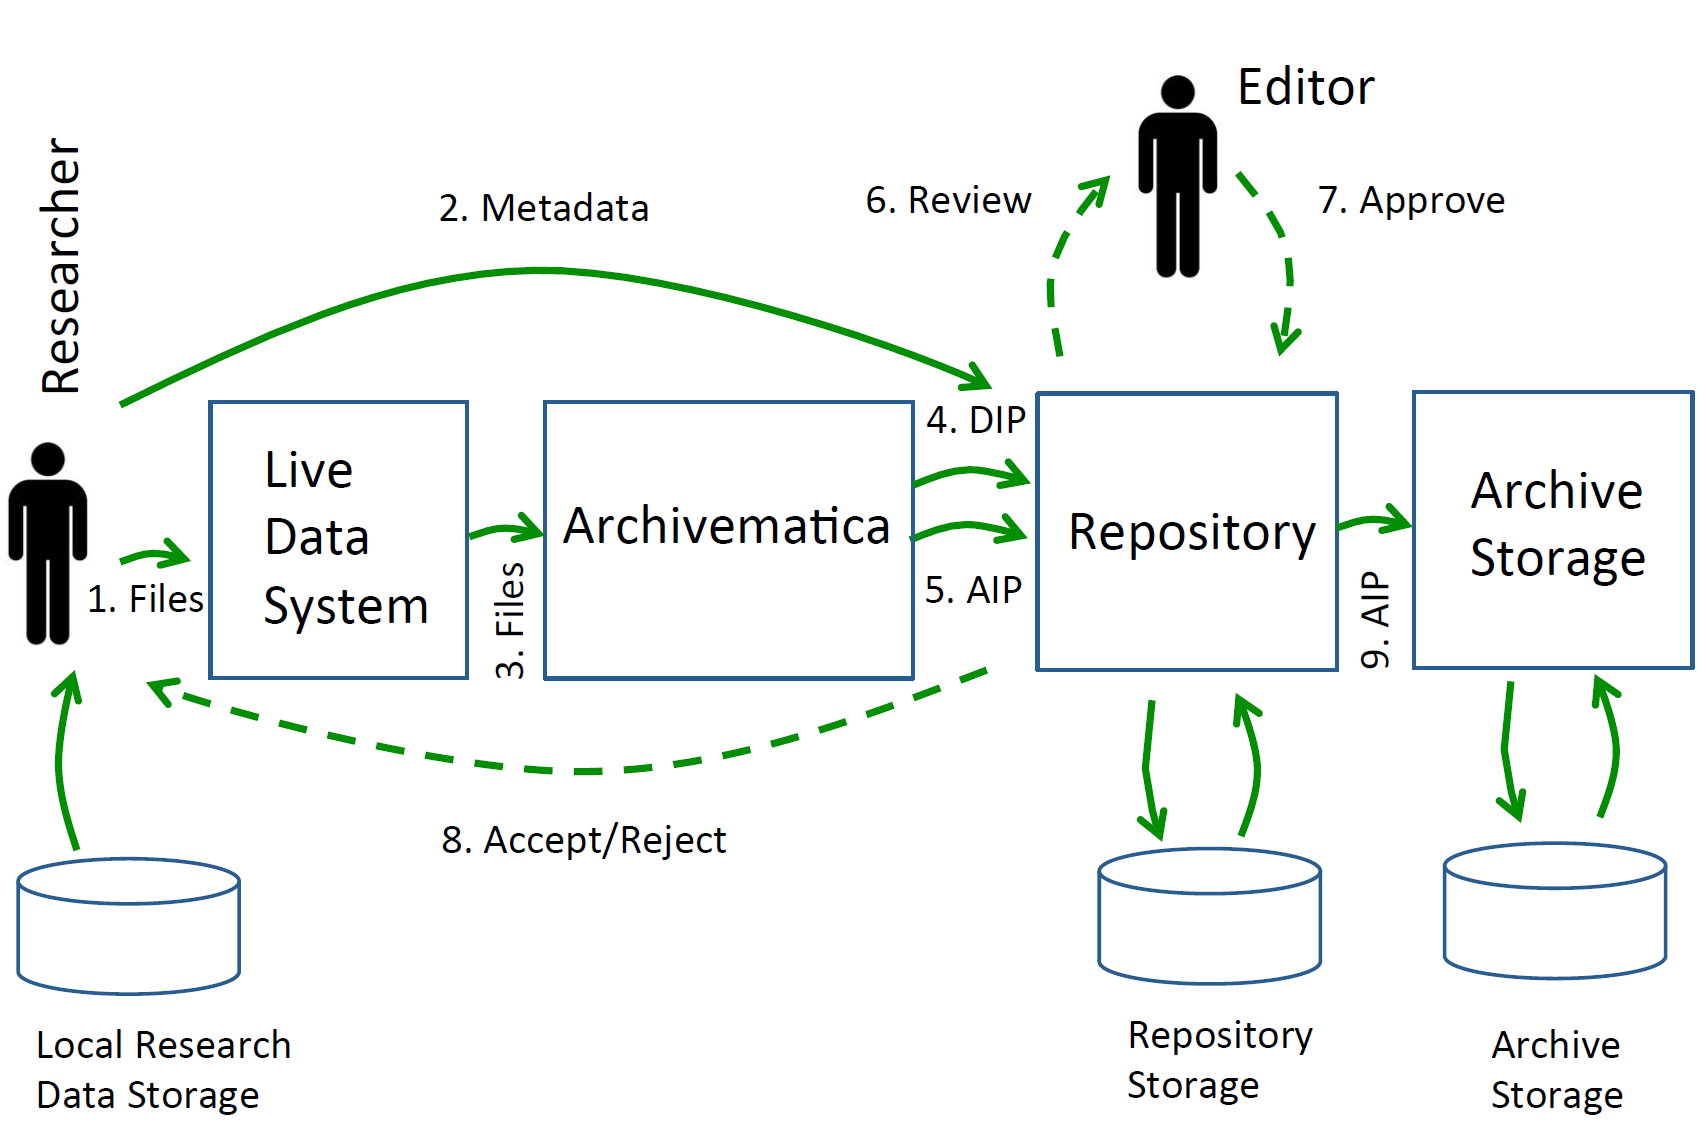 Editor
Researcher
2. Metadata
6. Review
7. Approve
4. DIP
Live
Data
System
Archivematica
Repository
Archive
Storage
1. Files
3. Files
5. AIP
9. AIP
8. Accept/Reject
Local Research
Data Storage
Repository
Storage
Archive
Storage